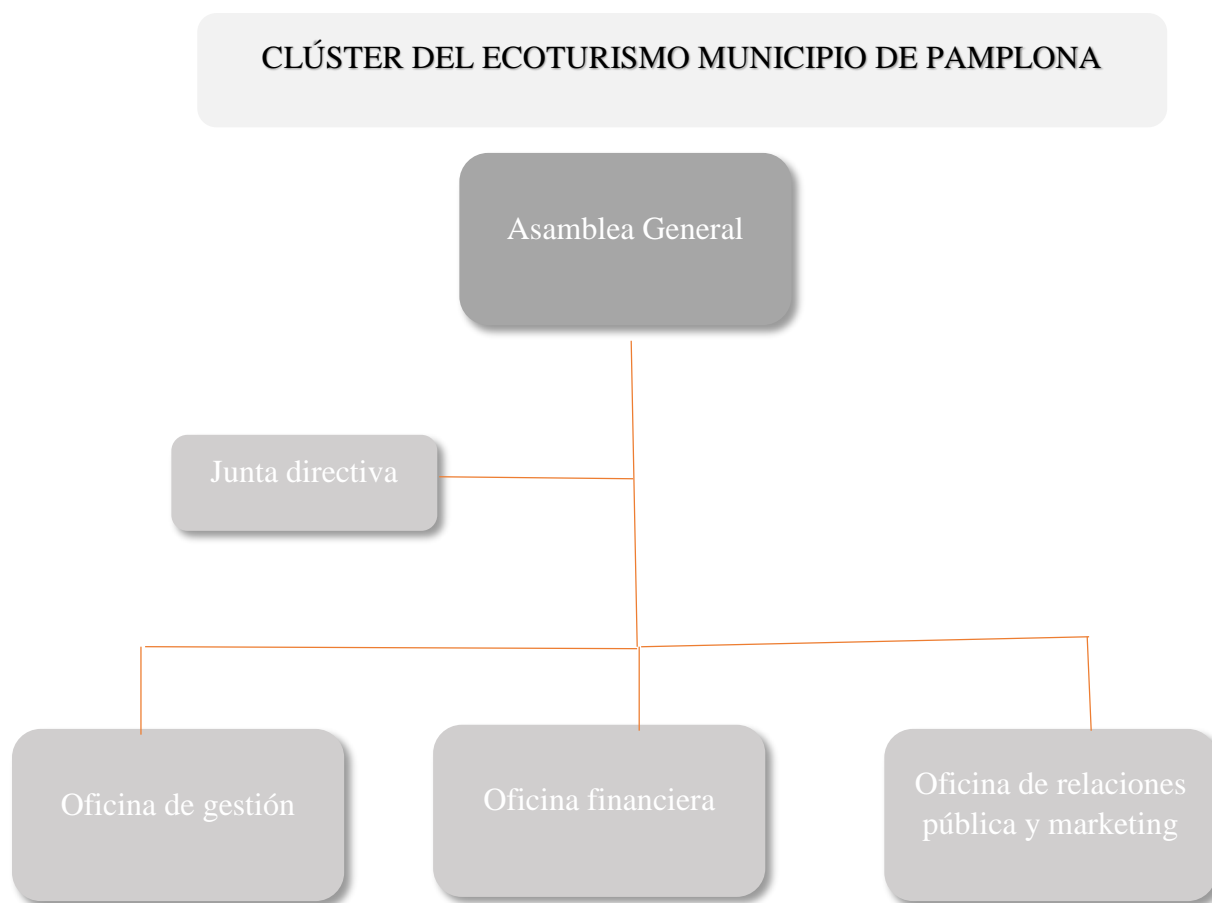 CLÚSTER DEL ECOTURISMO MUNICIPIO DE PAMPLONA
Asamblea General
Junta directiva
Oficina de gestión
Oficina financiera
Oficina de relaciones
pública y marketing